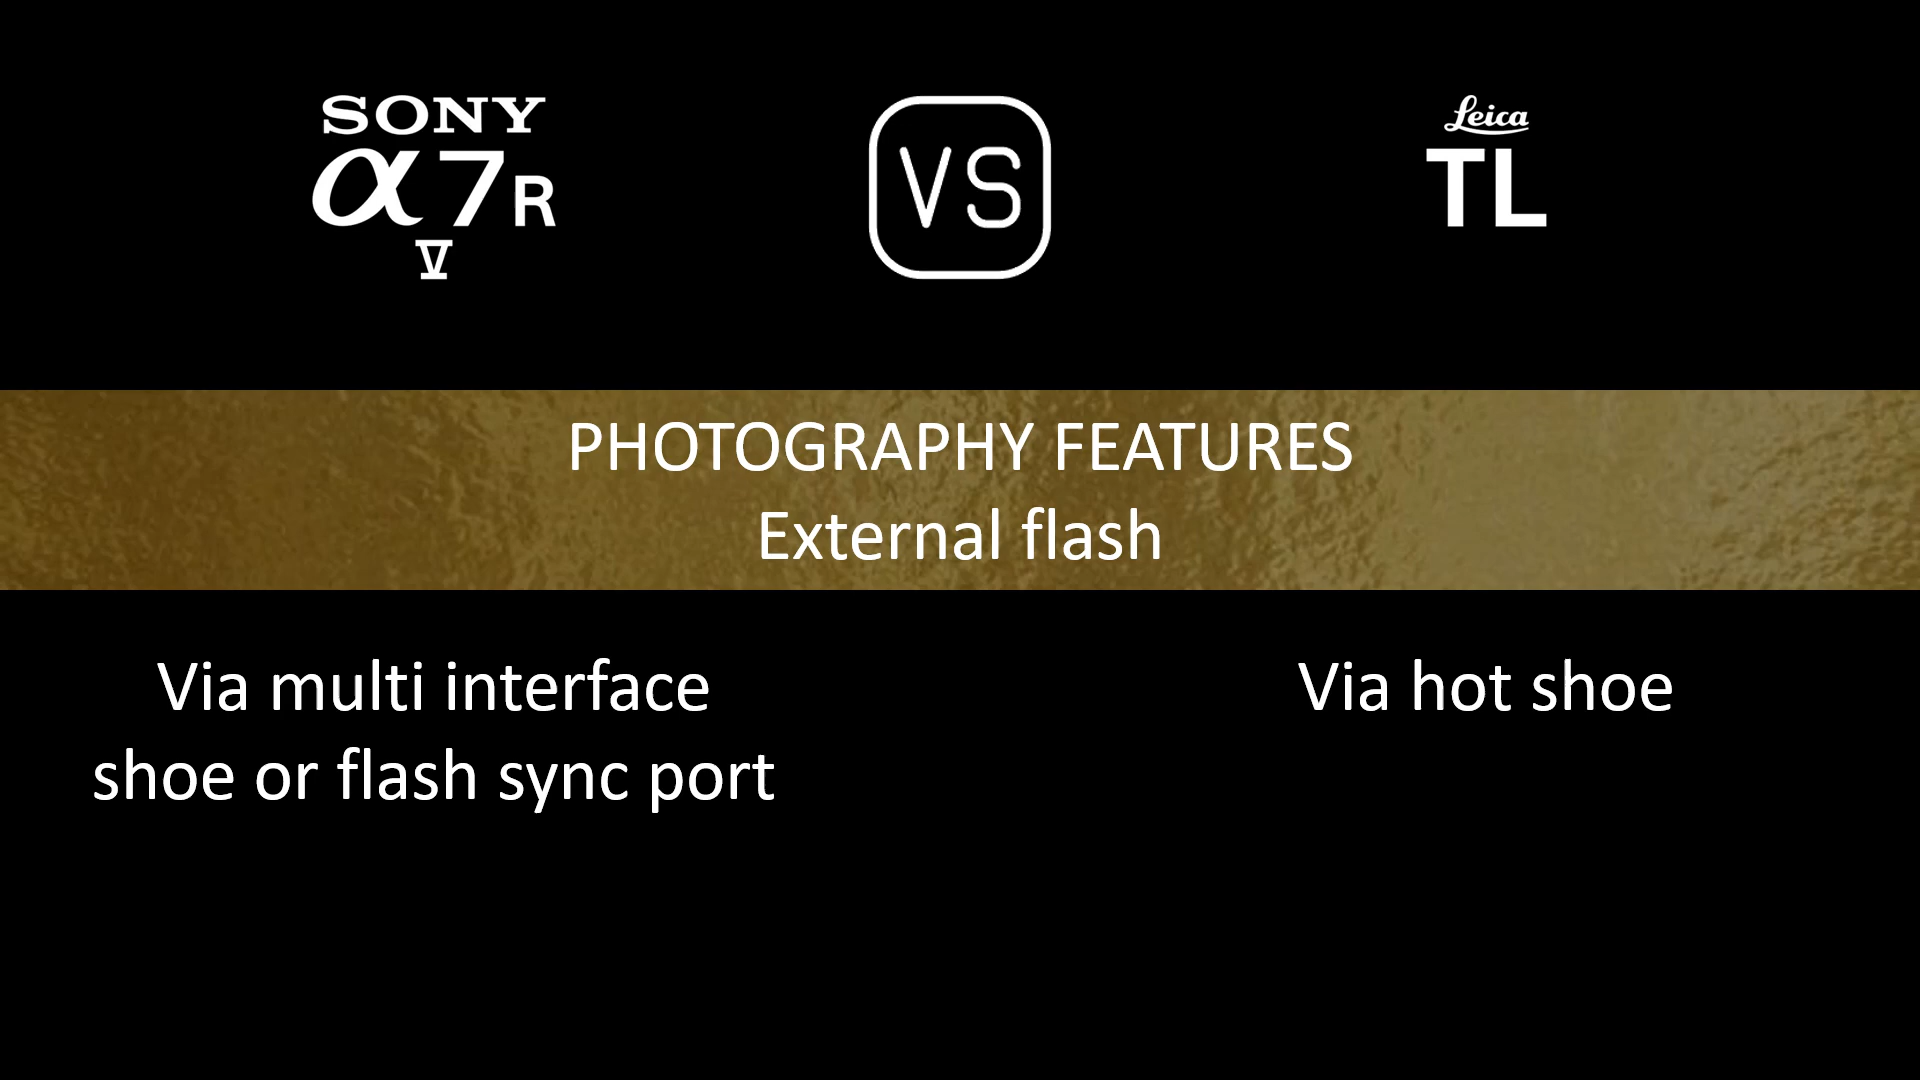 SONY
α7R
V
VS
Leica
TL
PHOTOGRAPHY FEATURES
External flash
Via multi interface
shoe or flash sync port
Via hot shoe